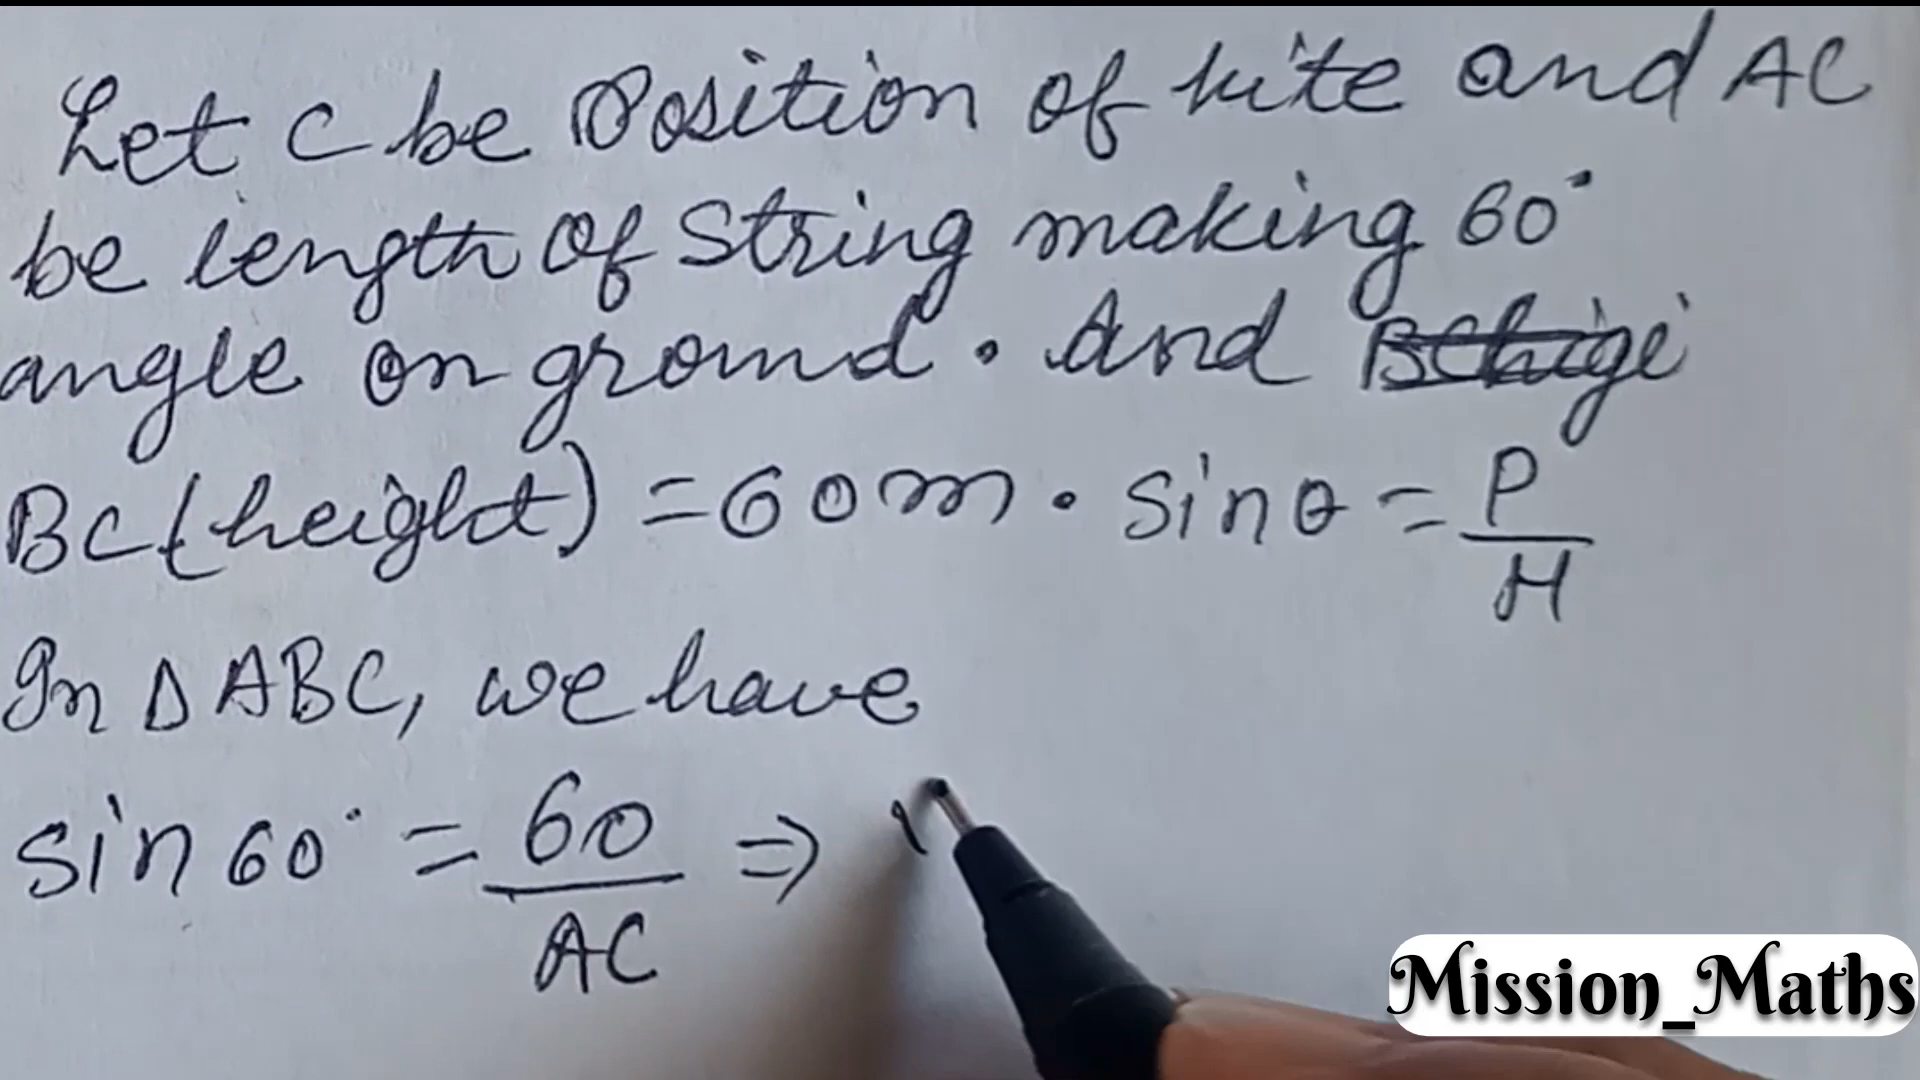 Let C be Position of kite and AC
be length of String making 60°
angle on ground. And
BC (height) = 60m. sinθ = P/H
In Δ ABC, we have
sin 60° = 60/AC ⇒
Mission_Maths